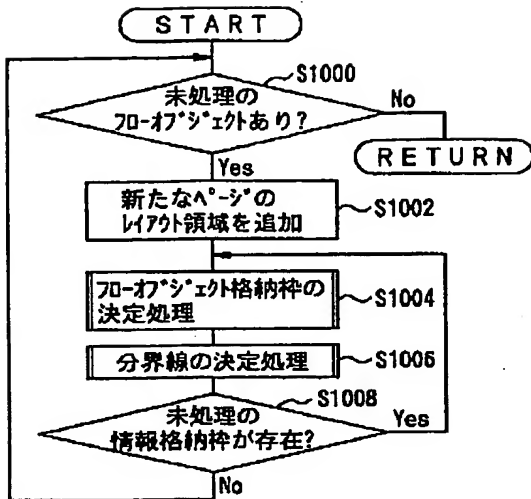 START
S1000
未処理の
フローオブジェクトあり?
No
RETURN
Yes
新たなページの
レイアウト領域を追加
S1002
フローオブジェクト格納枠の
決定処理
S1004
分界線の決定処理
S1006
S1008
未処理の
情報格納枠が存在?
Yes
No